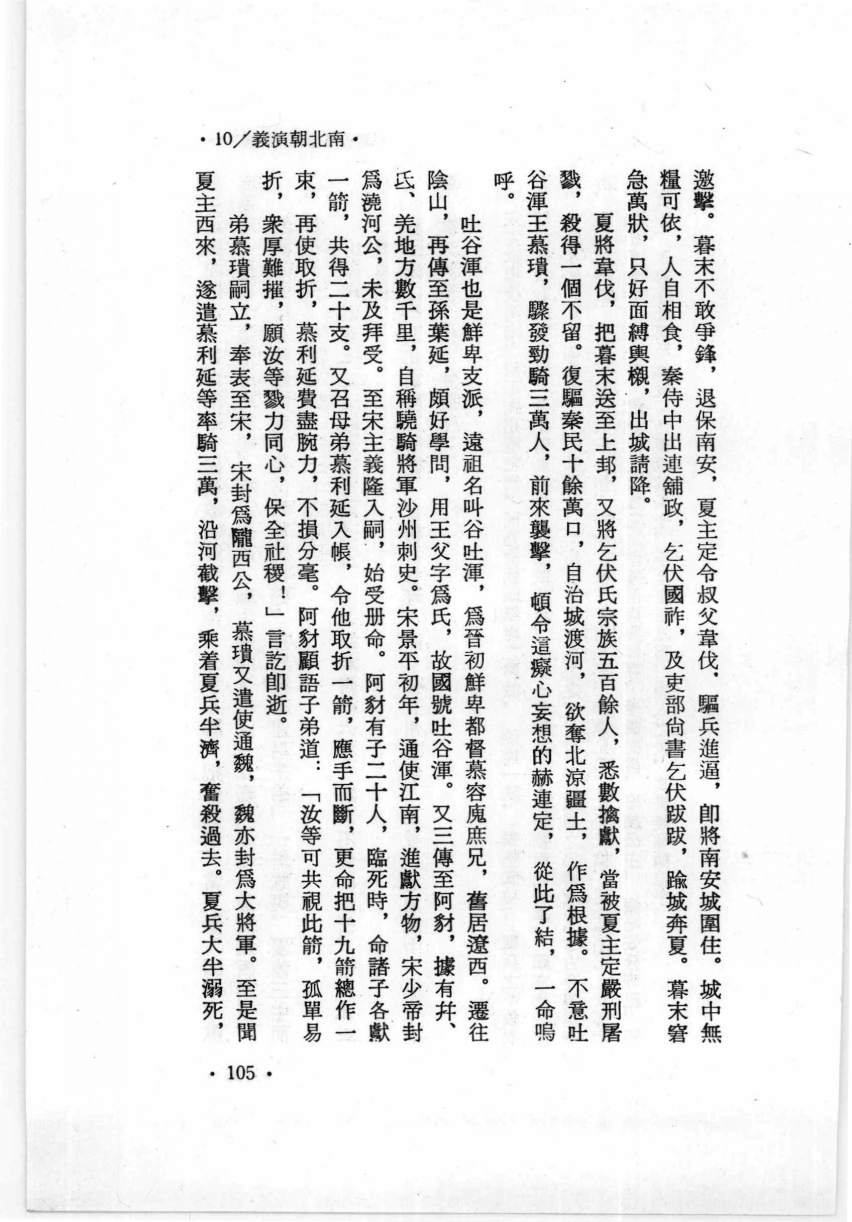 ·10/義演朝北南·
邀擊。暮末不敢爭鋒，退保南安，夏主定令叔父韋伐，驅兵進逼，卽將南安城圍住。城中無
糧可依，人自相食，秦侍中出連舖政，乞伏國祚，及吏部尙書乞伏跋跋，踰城奔夏。暮末窘
急萬狀，只好面縛輿櫬，出城請降。
夏將韋伐，把暮末送至上邽，又將乞伏氏宗族五百餘人，悉數擒獻，當被夏主定嚴刑屠
戮，殺得一個不留。復驅秦民十餘萬口，自治城渡河，欲奪北涼疆土，作爲根據。不意吐
谷渾王慕璝，驟發勁騎三萬人，前來襲擊，頓令這癡心妄想的赫連定，從此了結，一命嗚
呼。
吐谷渾也是鮮卑支派，遠祖名叫谷吐渾，爲晉初鮮卑都督慕容廆庶兄，舊居遼西。遷往
陰山，再傳至孫葉延，頗好學問，用王父字爲氏，故國號吐谷渾。又三傳至阿豺，據有幷、
氐、羌地方數千里，自稱驍騎將軍沙州刺史。宋景平初年，通使江南，進獻方物，宋少帝封
爲澆河公，未及拜受。至宋主義隆入嗣，始受册命。阿豺有子二十人，臨死時，命諸子各獻
一箭，共得二十支。又召母弟慕利延入帳，令他取折一箭，應手而斷，更命把十九箭總作一
束，再使取折，慕利延費盡腕力，不損分毫。阿豺顧語子弟道：「汝等可共視此箭，孤單易
折，衆厚難摧，願汝等戮力同心，保全社稷！」言訖卽逝。
弟慕璝嗣立，奉表至宋，宋封爲隴西公，慕璝又遣使通魏，魏亦封爲大將軍。至是聞
夏主西來，遂遣慕利延等率騎三萬，沿河截擊，乘着夏兵半濟，奮殺過去。夏兵大半溺死，
·105·